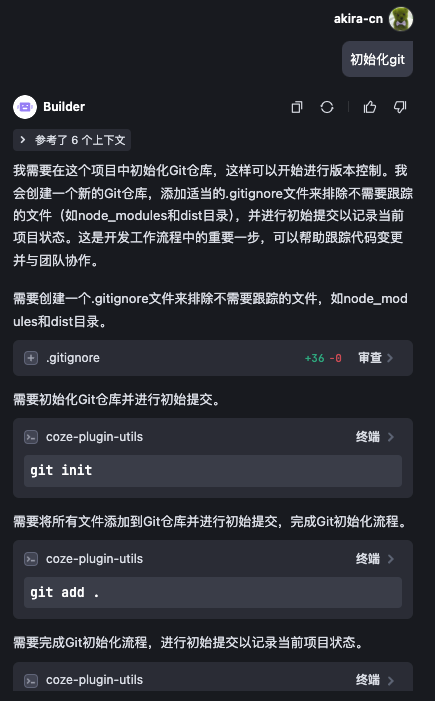 akira-cn
初始化git
Builder
参考了 6 个上下文
我需要在这个项目中初始化Git仓库，这样可以开始进行版本控制。我
会创建一个新的Git仓库，添加适当的.gitignore文件来排除不需要跟踪
的文件（如node_modules和dist目录），并进行初始提交以记录当前
项目状态。这是开发工作流程中的重要一步，可以帮助跟踪代码变更
并与团队协作。
需要创建一个.gitignore文件来排除不需要跟踪的文件，如node_mod
ules和dist目录。
.gitignore +36 -0 审查
需要初始化Git仓库并进行初始提交。
coze-plugin-utils 终端
git init
需要将所有文件添加到Git仓库并进行初始提交，完成Git初始化流程。
coze-plugin-utils 终端
git add .
需要完成Git初始化流程，进行初始提交以记录当前项目状态。
coze-plugin-utils 终端